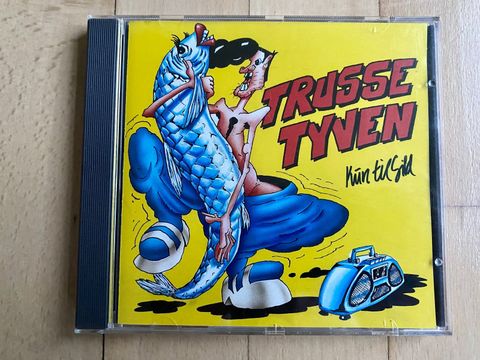 TRUSSE
TYVEN
Kun til Sild